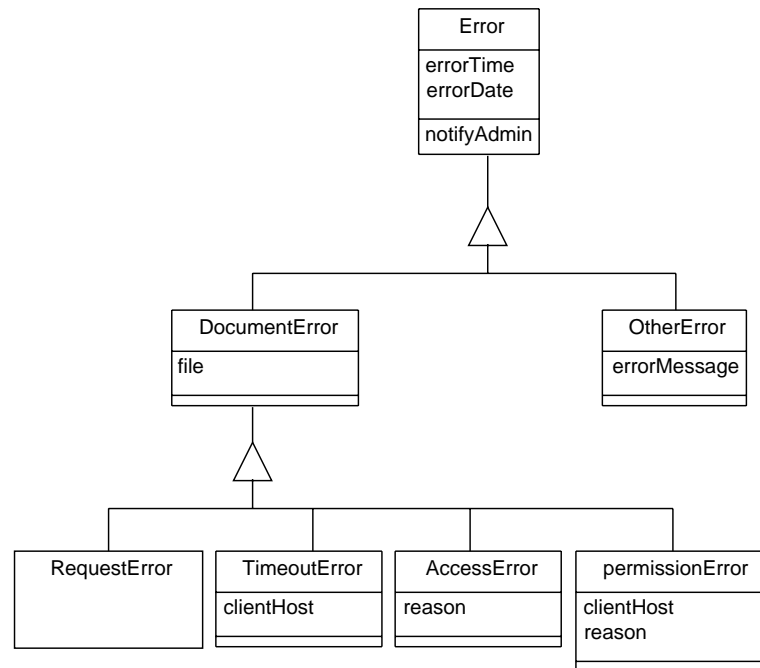 Error
errorTime
errorDate
notifyAdmin
DocumentError
file
OtherError
errorMessage
RequestError
TimeoutError
clientHost
AccessError
reason
permissionError
clientHost
reason